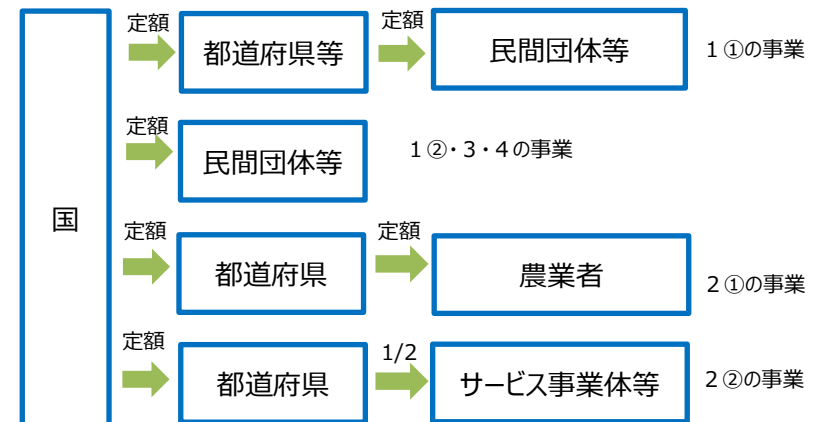 国
定額
都道府県等
定額
民間団体等
1①の事業
定額
民間団体等
1②・3・4の事業
定額
都道府県
定額
農業者
2①の事業
定額
都道府県
1/2
サービス事業体等
2②の事業